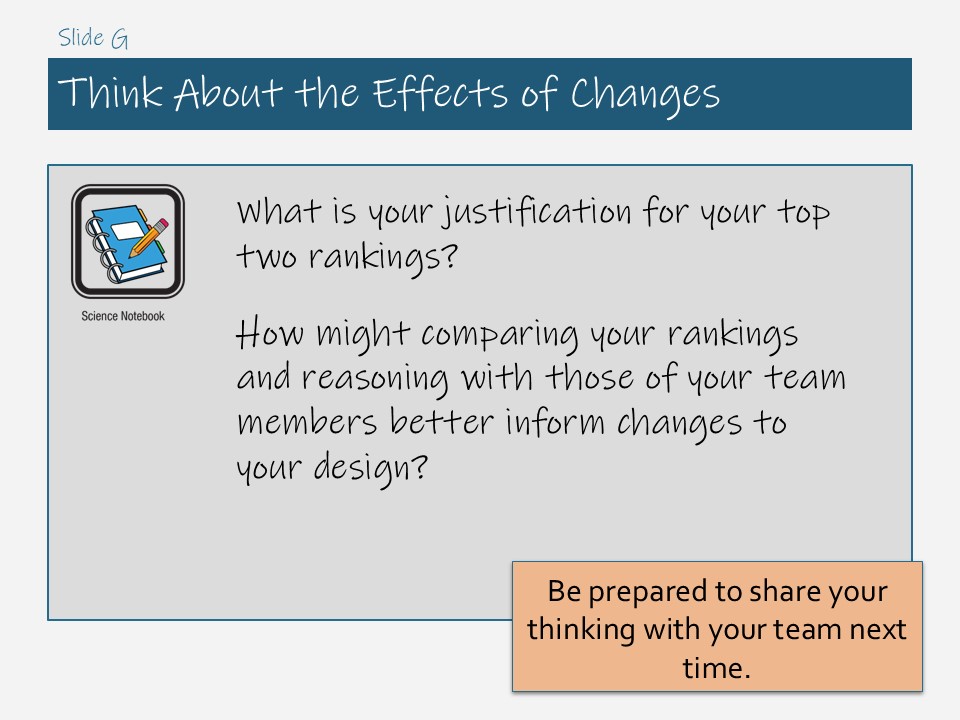 Slide G
Think About the Effects of Changes
Science Notebook
What is your justification for your top
two rankings?
How might comparing your rankings
and reasoning with those of your team
members better inform changes to
your design?
Be prepared to share your
thinking with your team next
time.